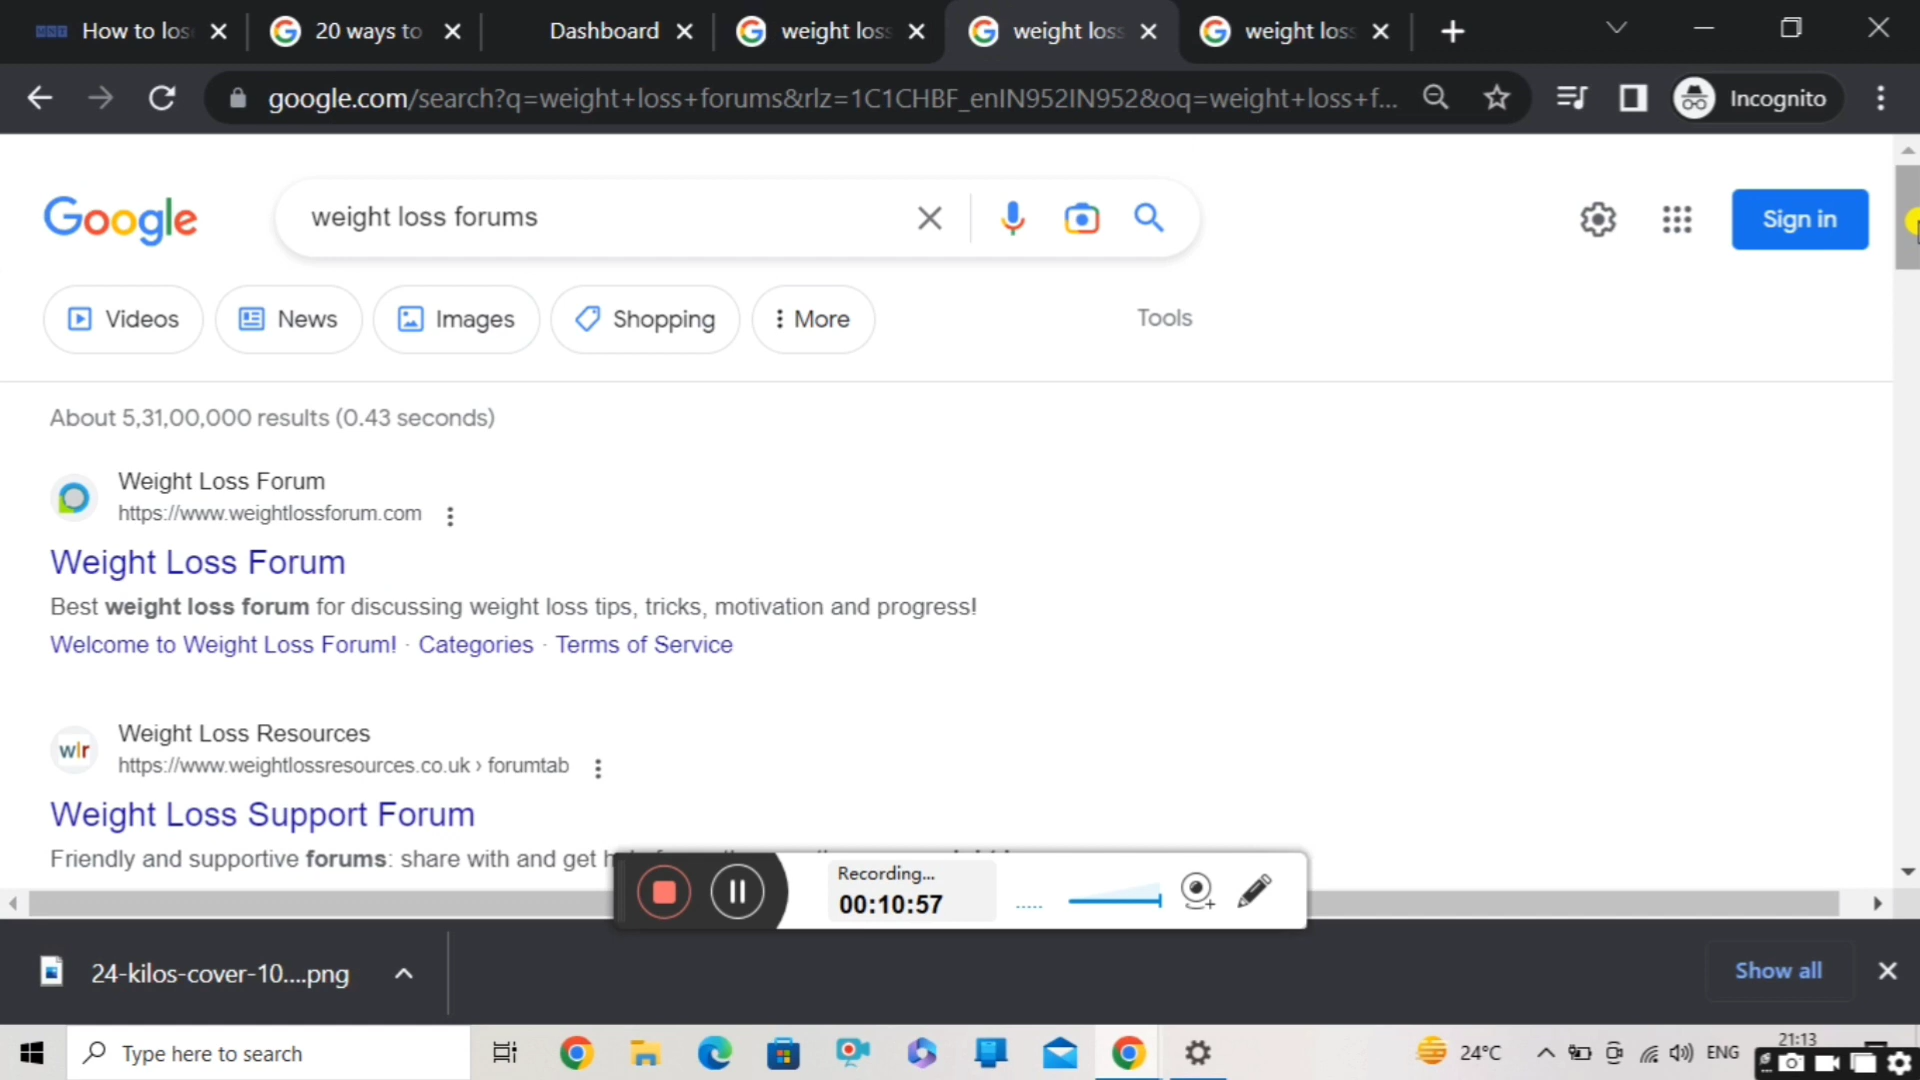 How to los
20 ways to
Dashboard
weight loss
weight loss
weight loss
google.com/search?q=weight+loss+forums&rlz=1C1CHBF_enIN952IN952&oq=weight+loss+f...
Incognito
Google
weight loss forums
Sign in
Videos
News
Images
Shopping
More
Tools
About 5,31,00,000 results (0.43 seconds)
Weight Loss Forum
https://www.weightlossforum.com
Weight Loss Forum
Best weight loss forum for discussing weight loss tips, tricks, motivation and progress!
Welcome to Weight Loss Forum! · Categories · Terms of Service
wlr
Weight Loss Resources
https://www.weightlossresources.co.uk › forumtab
Weight Loss Support Forum
Friendly and supportive forums: share with and get
Recording...
00:10:57
24-kilos-cover-10....png
Show all
Type here to search
24°C
ENG
21:13